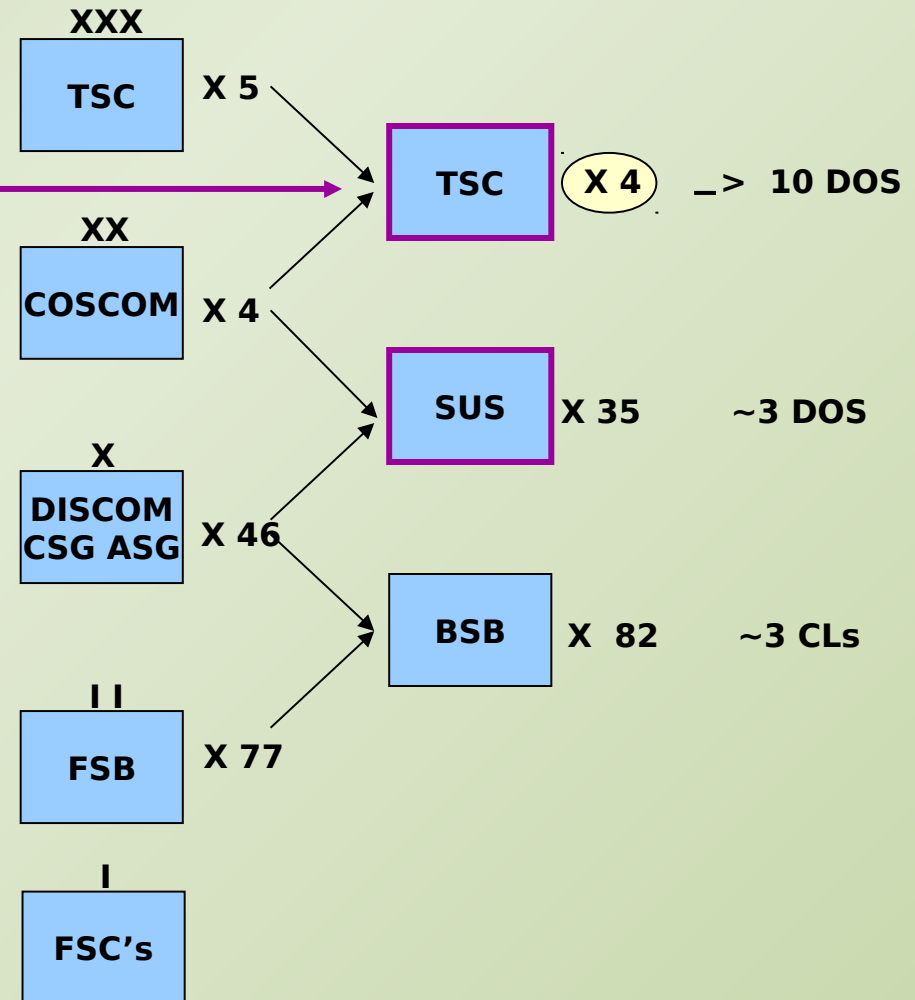 XXX
TSC
X 5
TSC
X 4
_> 10 DOS
XX
COSCOM
X 4
SUS
X 35
~3 DOS
X
DISCOM
CSG ASG
X 46
BSB
X 82
~3 CLs
I I
FSB
X 77
I
FSC’s